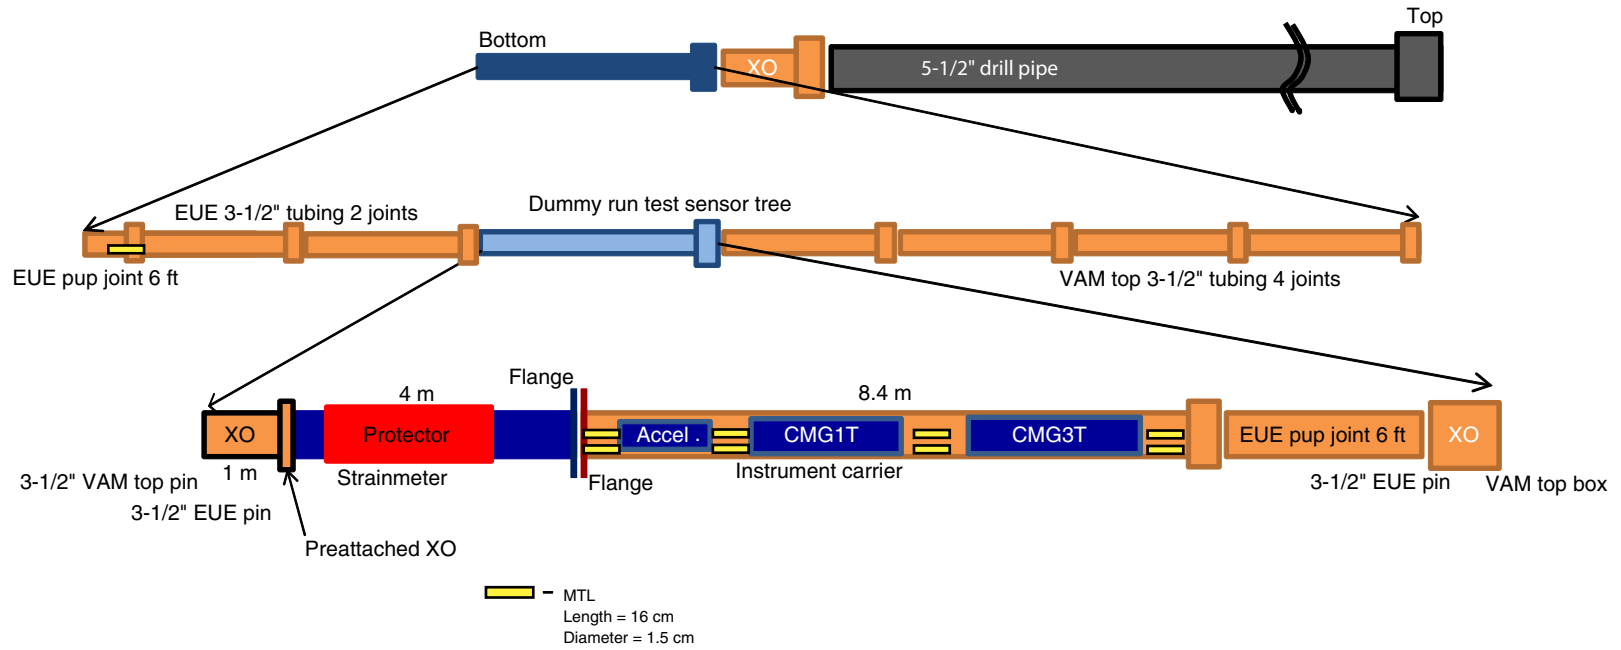 Top
Bottom
XO
5-1/2" drill pipe
Dummy run test sensor tree
EUE 3-1/2" tubing 2 joints
EUE pup joint 6 ft
VAM top 3-1/2" tubing 4 joints
Flange
4 m
8.4 m
XO
Protector
Accel .
CMG1T
CMG3T
EUE pup joint 6 ft
XO
1 m
Strainmeter
Instrument carrier
Flange
3-1/2" VAM top pin
3-1/2" EUE pin
VAM top box
3-1/2" EUE pin
Preattached XO
MTL
Length = 16 cm
Diameter = 1.5 cm